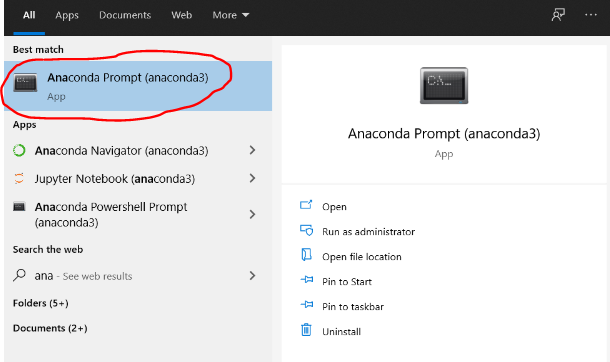 All Apps Documents Web More
Best match
Anaconda Prompt (anaconda3)
App
Apps
Anaconda Navigator (anaconda3)
Jupyter Notebook (anaconda3)
Anaconda Powershell Prompt
(anaconda3)
Search the web
ana - See web results
Folders (5+)
Documents (2+)
C:\_
Anaconda Prompt (anaconda3)
App
Open
Run as administrator
Open file location
Pin to Start
Pin to taskbar
Uninstall